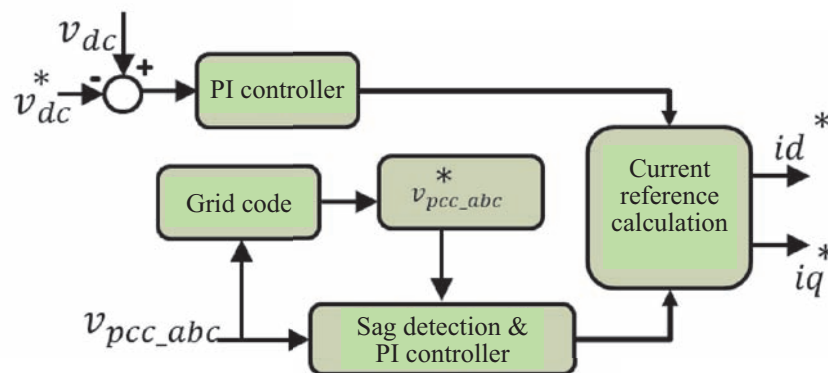 v_dc
- +
v*_dc
PI controller
Grid code
v*_pcc_abc
Current
reference
calculation
id*
iq*
v_pcc_abc
Sag detection &
PI controller